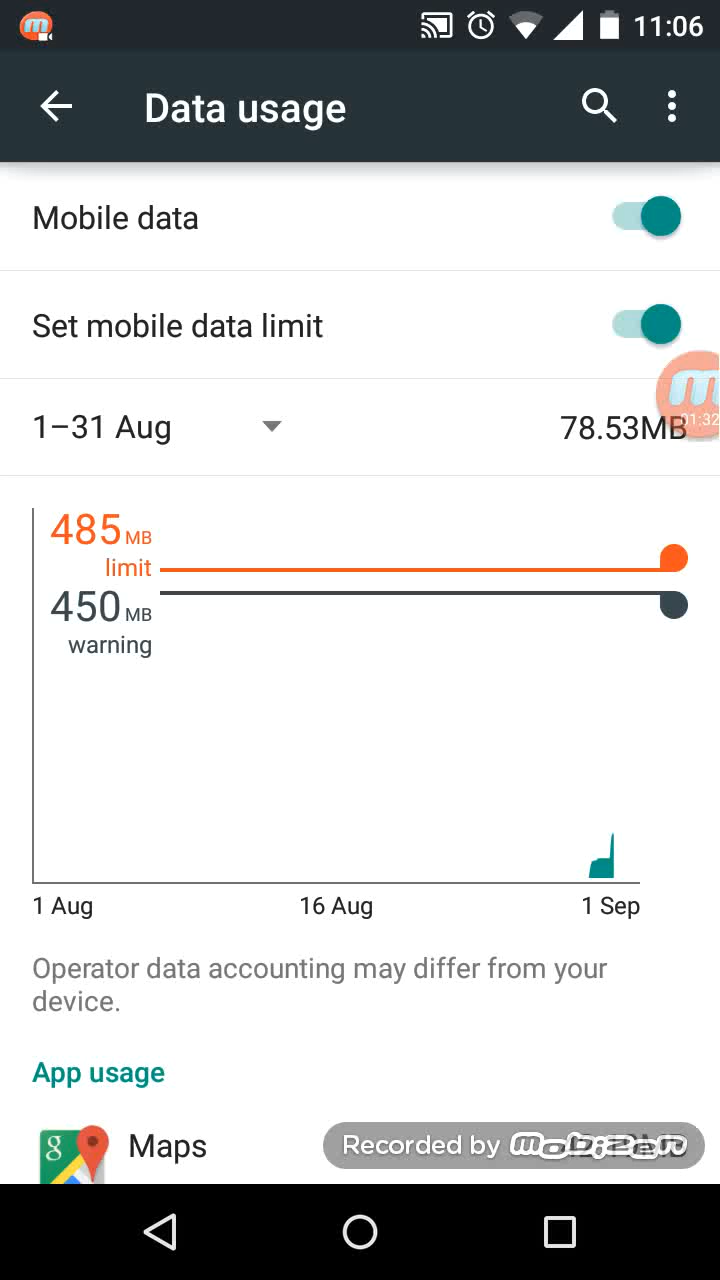 11:06
Data usage
Mobile data
Set mobile data limit
1–31 Aug
78.53MB
01:32
485 MB
limit
450 MB
warning
1 Aug 16 Aug 1 Sep
Operator data accounting may differ from your
device.
App usage
Maps
Recorded by mobizen